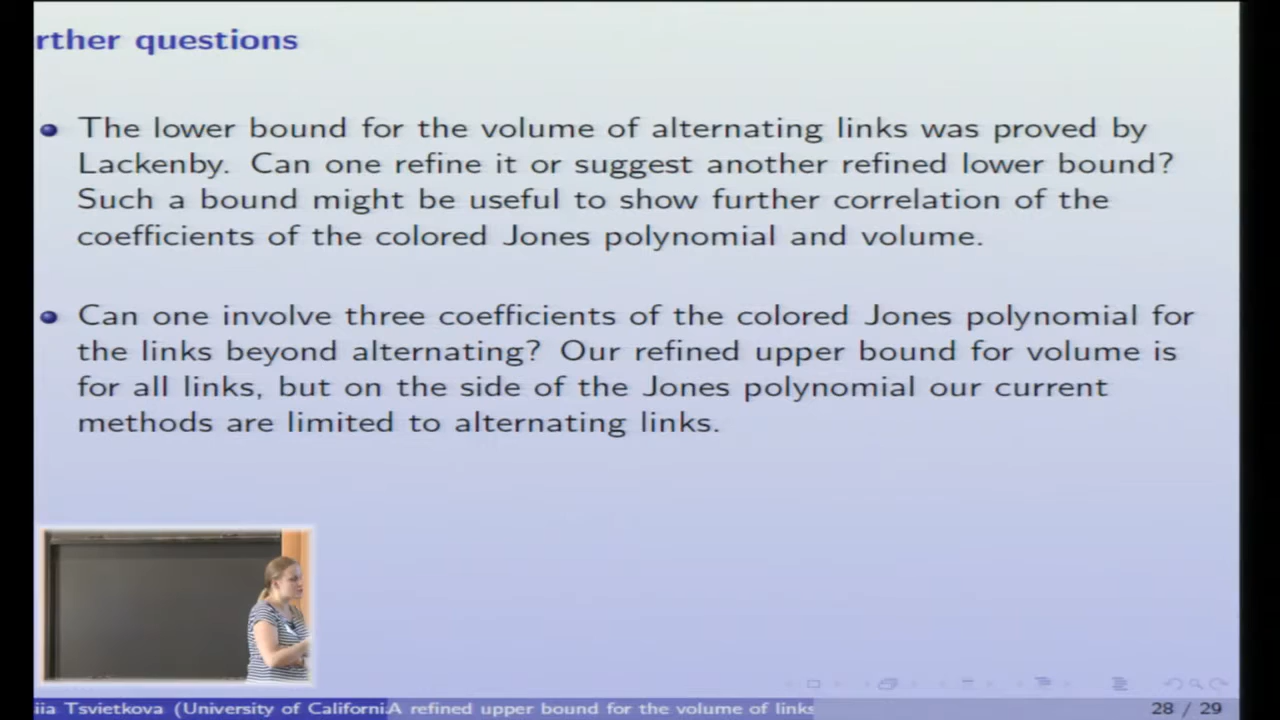 rther questions
The lower bound for the volume of alternating links was proved by
Lackenby. Can one refine it or suggest another refined lower bound?
Such a bound might be useful to show further correlation of the
coefficients of the colored Jones polynomial and volume.
Can one involve three coefficients of the colored Jones polynomial for
the links beyond alternating? Our refined upper bound for volume is
for all links, but on the side of the Jones polynomial our current
methods are limited to alternating links.
iia Tsvietkova (University of Californi A refined upper bound for the volume of links 28 / 29